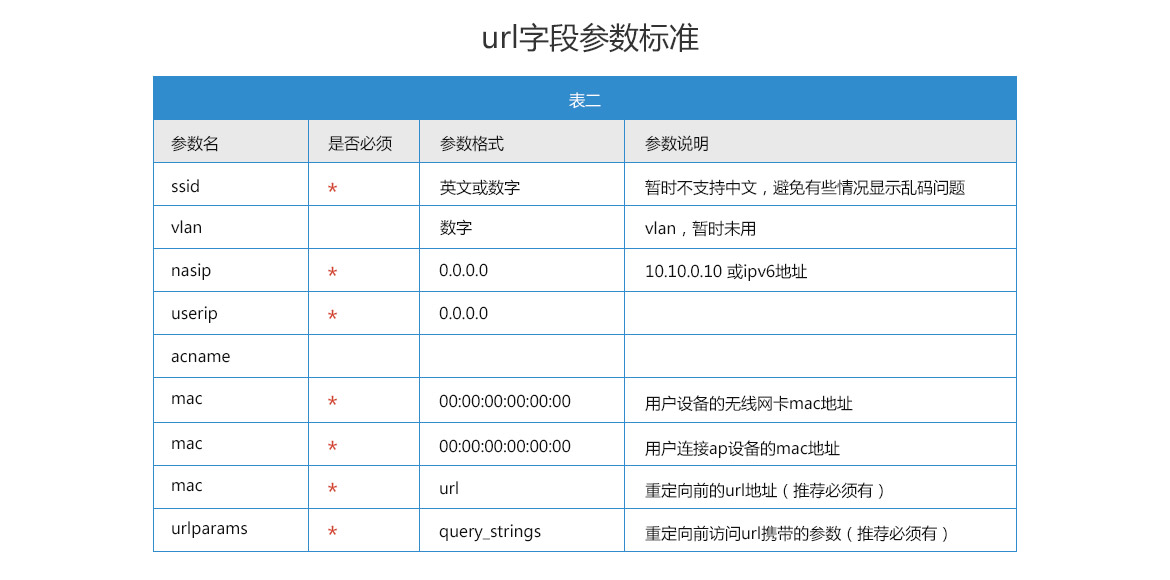 url字段参数标准
表二
参数名 是否必须 参数格式 参数说明
ssid * 英文或数字 暂时不支持中文，避免有些情况显示乱码问题
vlan 数字 vlan，暂时未用
nasip * 0.0.0.0 10.10.0.10 或ipv6地址
userip * 0.0.0.0
acname
mac * 00:00:00:00:00:00 用户设备的无线网卡mac地址
mac * 00:00:00:00:00:00 用户连接ap设备的mac地址
mac * url 重定向前的url地址（推荐必须有）
urlparams * query_strings 重定向前访问url携带的参数（推荐必须有）